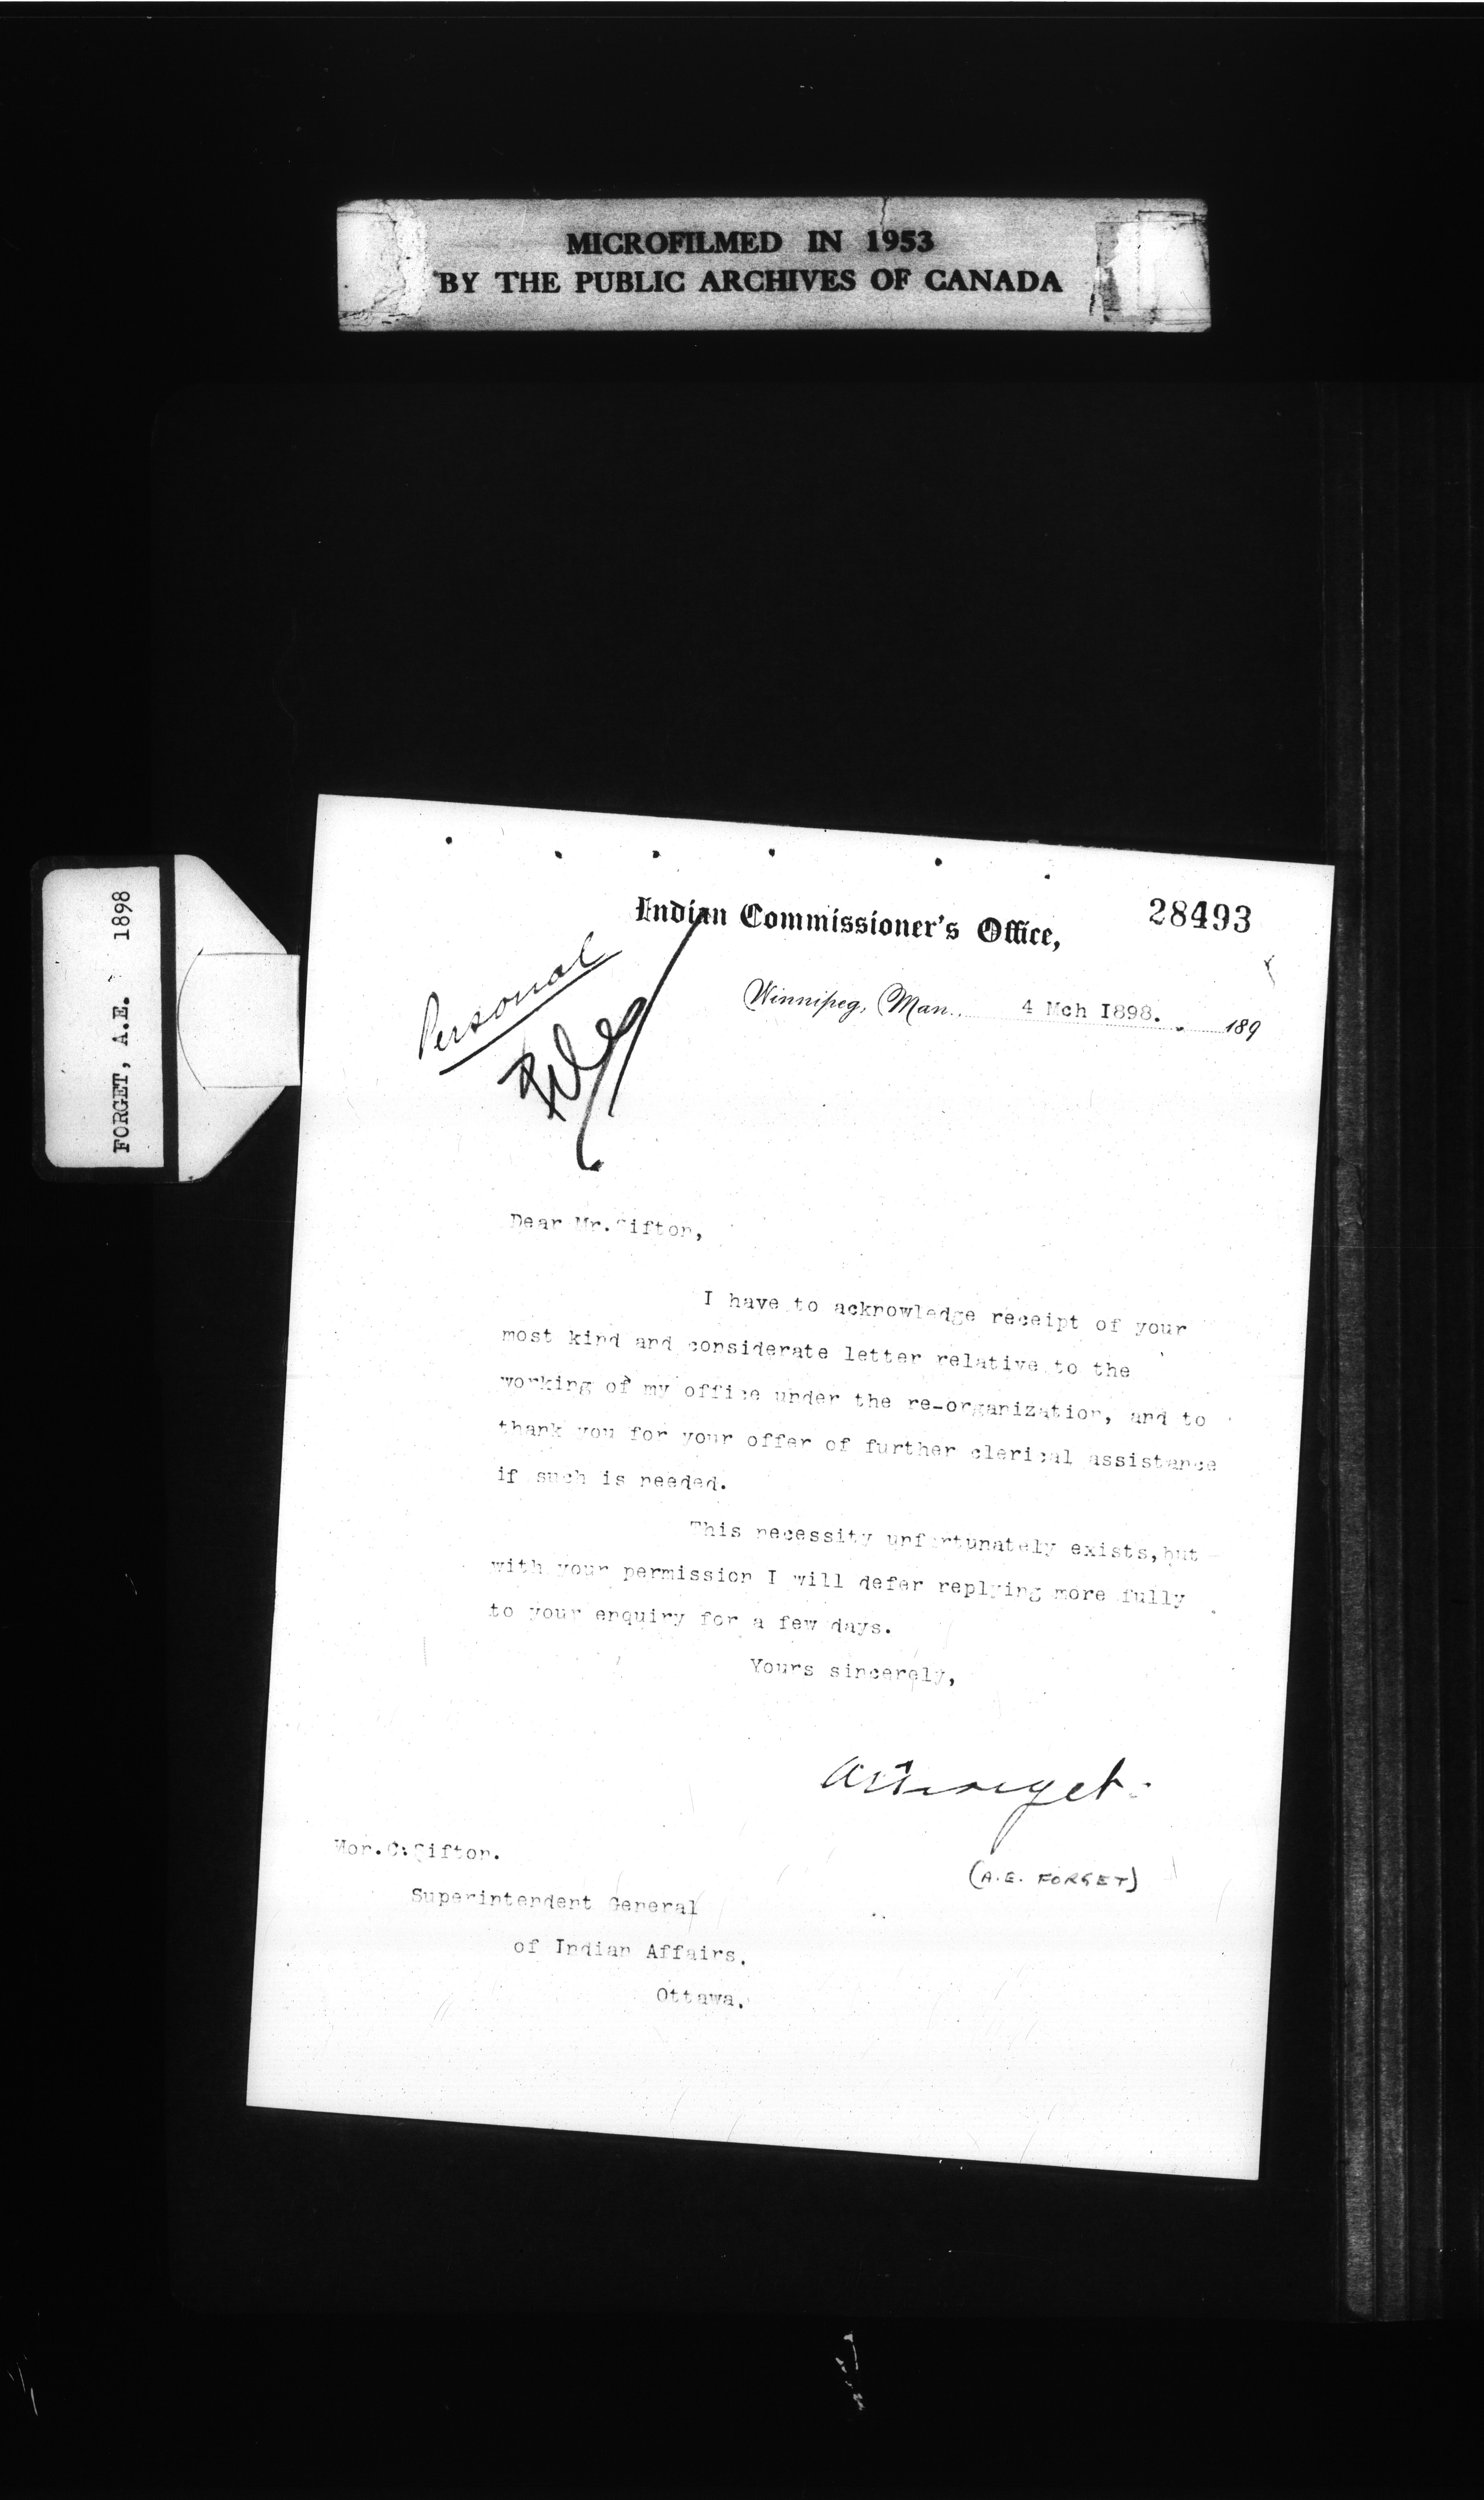 MICROFILMED IN 1953
BY THE PUBLIC ARCHIVES OF CANADA
FORGET, A.E. 1898
Indian Commissioner's Office,
28493
Personal
File
Winnipeg, Man., 4 Mch 1898. 189
Dear Mr. Sifton,
I have to acknowledge receipt of your
most kind and considerate letter relative to the
working of my office under the re-organization, and to
thank you for your offer of further clerical assistance
if such is needed.
This necessity unfortunately exists, but
with your permission I will defer replying more fully
to your enquiry for a few days.
Yours sincerely,
AEForget
(A.E. FORGET)
Hon. C. Sifton.
Superintendent General
of Indian Affairs.
Ottawa.